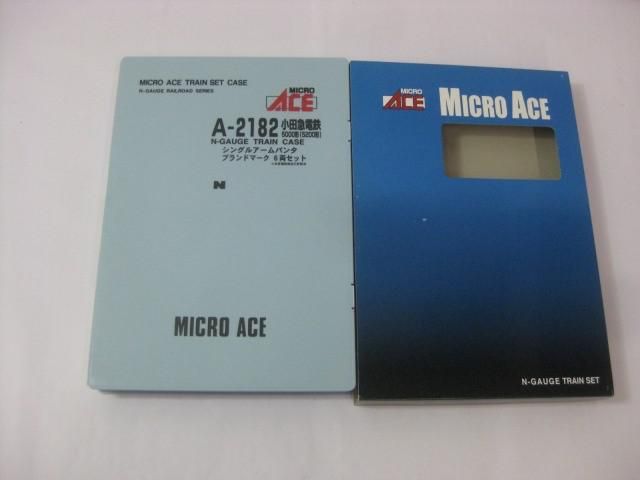 MICRO ACE TRAIN SET CASE
N-GAUGE RAILROAD SERIES
MICRO
ACE
A-2182 小田急電鉄
5000形(5200形)
N-GAUGE TRAIN CASE
シングルアームパンタ
ブランドマーク 6両セット
N
MICRO ACE
MICRO
ACE
MICRO ACE
N-GAUGE TRAIN SET